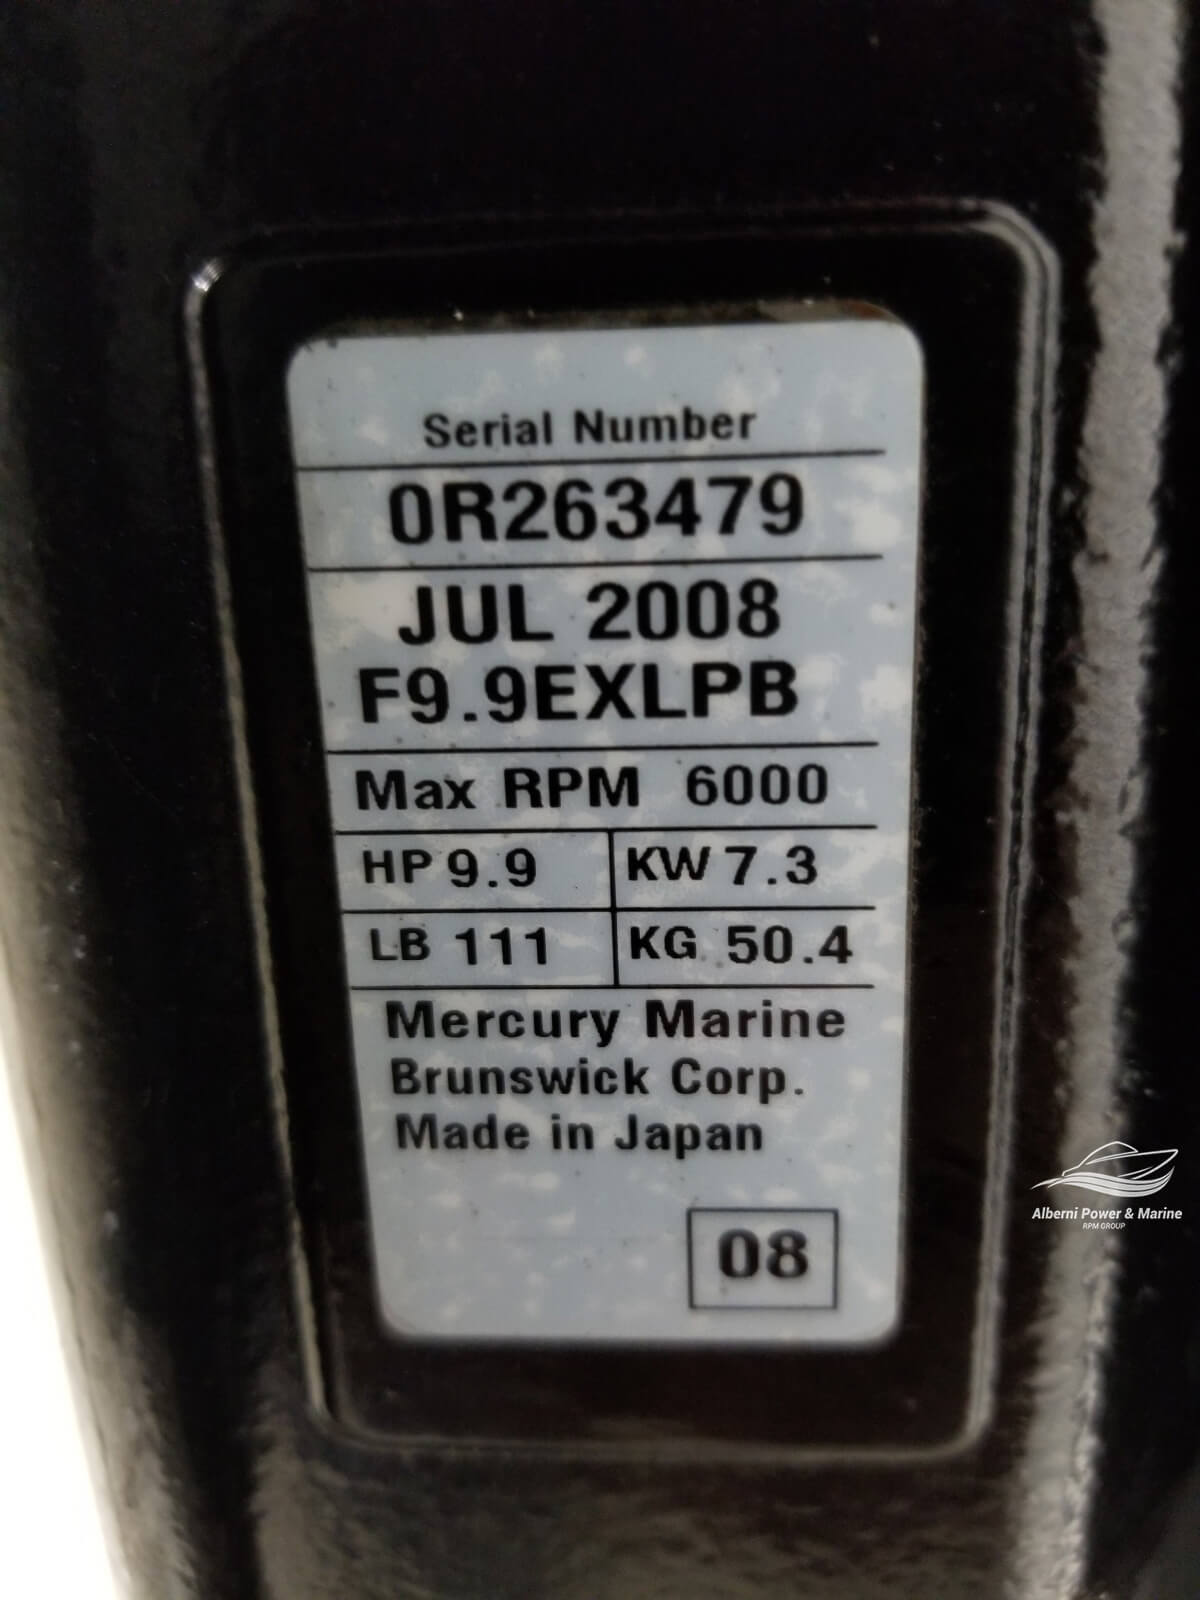 Serial Number
0R263479
JUL 2008
F9.9EXLPB
Max RPM 6000
HP 9.9 KW 7.3
LB 111 KG 50.4
Mercury Marine
Brunswick Corp.
Made in Japan
08
Alberni Power & Marine
RPM GROUP